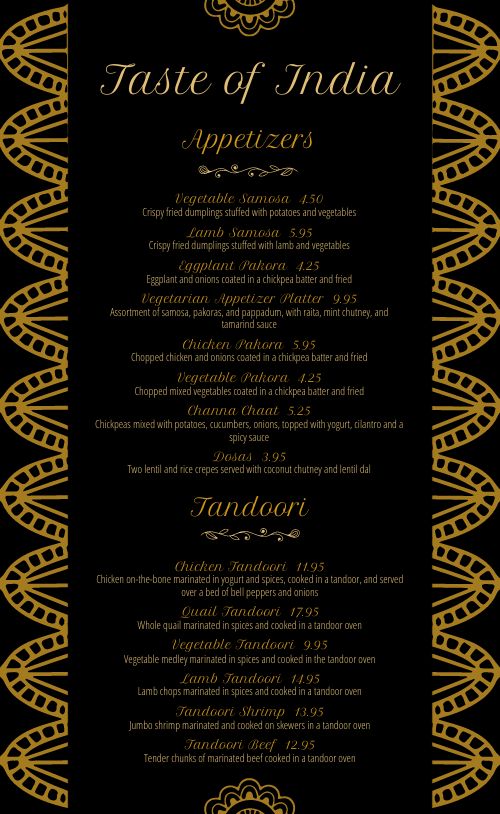 Taste of India
Appetizers
Vegetable Samosa 4.50
Crispy fried dumplings stuffed with potatoes and vegetables
Lamb Samosa 5.95
Crispy fried dumplings stuffed with lamb and vegetables
Eggplant Pakora 4.25
Eggplant and onions coated in a chickpea batter and fried
Vegetarian Appetizer Platter 9.95
Assortment of samosa, pakoras, and pappadum, with raita, mint chutney, and
tamarind sauce
Chicken Pakora 5.95
Chopped chicken and onions coated in a chickpea batter and fried
Vegetable Pakora 4.25
Chopped mixed vegetables coated in a chickpea batter and fried
Channa Chaat 5.25
Chickpeas mixed with potatoes, cucumbers, onions, topped with yogurt, cilantro and a
spicy sauce
Dosas 3.95
Two lentil and rice crepes served with coconut chutney and lentil dal
Tandoori
Chicken Tandoori 11.95
Chicken on-the-bone marinated in yogurt and spices, cooked in a tandoor, and served
over a bed of bell peppers and onions
Quail Tandoori 17.95
Whole quail marinated in spices and cooked in a tandoor oven
Vegetable Tandoori 9.95
Vegetable medley marinated in spices and cooked in the tandoor oven
Lamb Tandoori 14.95
Lamb chops marinated in spices and cooked in a tandoor oven
Tandoori Shrimp 13.95
Jumbo shrimp marinated and cooked on skewers in a tandoor oven
Tandoori Beef 12.95
Tender chunks of marinated beef cooked in a tandoor oven